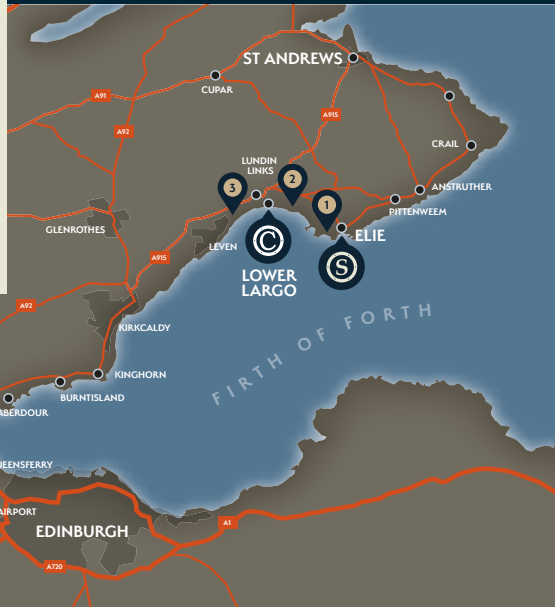 ST ANDREWS
CUPAR
A91
A92
A915
CRAIL
LUNDIN
LINKS
3
2
1
ANSTRUTHER
PITTENWEEM
GLENROTHES
LEVEN
C
ELIE
A915
S
LOWER
LARGO
A92
FIRTH OF FORTH
KIRKCALDY
KINGHORN
BURNTISLAND
ABERDOUR
EENSFERRY
AIRPORT
A1
EDINBURGH
A720